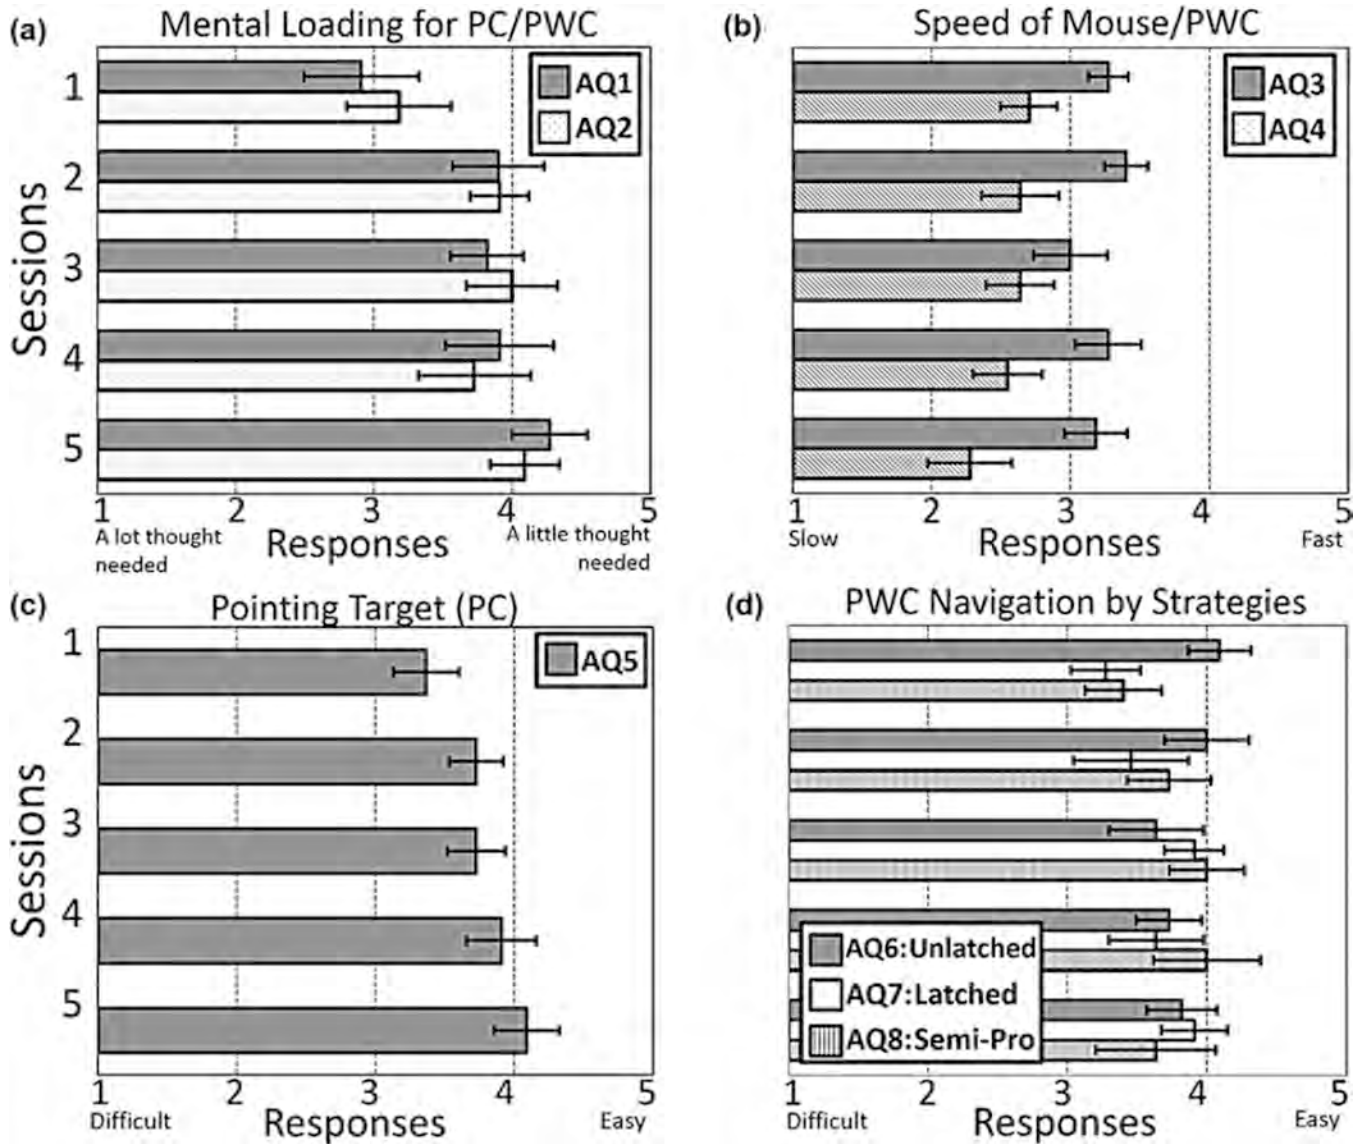 (a) Mental Loading for PC/PWC
AQ1
AQ2
Sessions
1
2
3
4
5
1 2 3 4 5
A lot thought
needed
Responses
A little thought
needed
(b) Speed of Mouse/PWC
AQ3
AQ4
1 2 3 4 5
Slow Responses Fast
(c) Pointing Target (PC)
AQ5
Sessions
1
2
3
4
5
1 2 3 4 5
Difficult Responses Easy
(d) PWC Navigation by Strategies
AQ6:Unlatched
AQ7:Latched
AQ8:Semi-Pro
1 2 3 4 5
Difficult Responses Easy